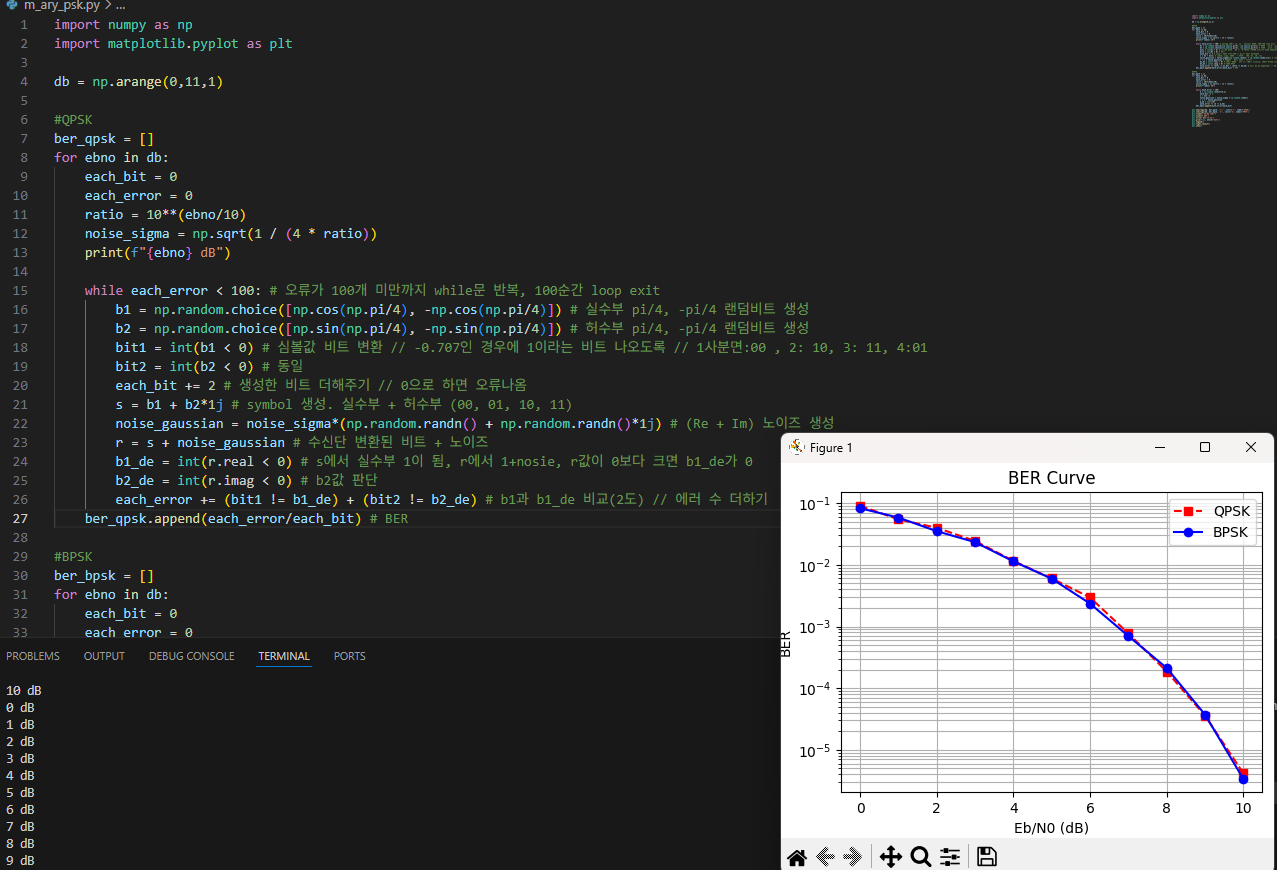 m_ary_psk.py > ...
1 import numpy as np
2 import matplotlib.pyplot as plt
3
4 db = np.arange(0,11,1)
5
6 #QPSK
7 ber_qpsk = []
8 for ebno in db:
9 each_bit = 0
10 each_error = 0
11 ratio = 10**(ebno/10)
12 noise_sigma = np.sqrt(1 / (4 * ratio))
13 print(f"{ebno} dB")
14
15 while each_error < 100: # 오류가 100개 미만까지 while문 반복, 100순간 loop exit
16 b1 = np.random.choice([np.cos(np.pi/4), -np.cos(np.pi/4)]) # 실수부 pi/4, -pi/4 랜덤비트 생성
17 b2 = np.random.choice([np.sin(np.pi/4), -np.sin(np.pi/4)]) # 허수부 pi/4, -pi/4 랜덤비트 생성
18 bit1 = int(b1 < 0) # 심볼값 비트 변환 // -0.707인 경우에 1이라는 비트 나오도록 // 1사분면:00 , 2: 10, 3: 11, 4:01
19 bit2 = int(b2 < 0) # 동일
20 each_bit += 2 # 생성한 비트 더해주기 // 0으로 하면 오류나옴
21 s = b1 + b2*1j # symbol 생성. 실수부 + 허수부 (00, 01, 10, 11)
22 noise_gaussian = noise_sigma*(np.random.randn() + np.random.randn()*1j) # (Re + Im) 노이즈 생성
23 r = s + noise_gaussian # 수신단 변환된 비트 + 노이즈
24 b1_de = int(r.real < 0) # s에서 실수부 1이 됨, r에서 1+nosie, r값이 0보다 크면 b1_de가 0
25 b2_de = int(r.imag < 0) # b2값 판단
26 each_error += (bit1 != b1_de) + (bit2 != b2_de) # b1과 b1_de 비교(2도) // 에러 수 더하기
27 ber_qpsk.append(each_error/each_bit) # BER
28
29 #BPSK
30 ber_bpsk = []
31 for ebno in db:
32 each_bit = 0
33 each_error = 0
PROBLEMS OUTPUT DEBUG CONSOLE TERMINAL PORTS
10 dB
0 dB
1 dB
2 dB
3 dB
4 dB
5 dB
6 dB
7 dB
8 dB
9 dB
Figure 1
BER Curve
QPSK
BPSK
10⁻¹
10⁻²
10⁻³
10⁻⁴
10⁻⁵
BER
0 2 4 6 8 10
Eb/N0 (dB)